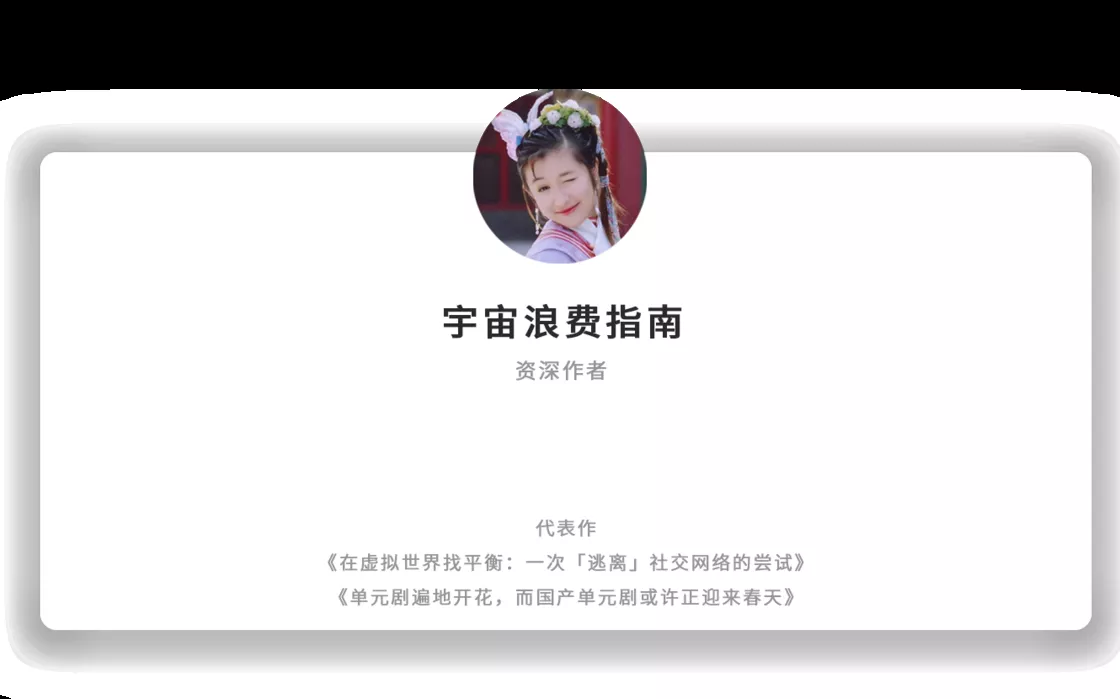 宇宙浪费指南
资深作者
代表作
《在虚拟世界找平衡：一次「逃离」社交网络的尝试》
《单元剧遍地开花，而国产单元剧或许正迎来春天》